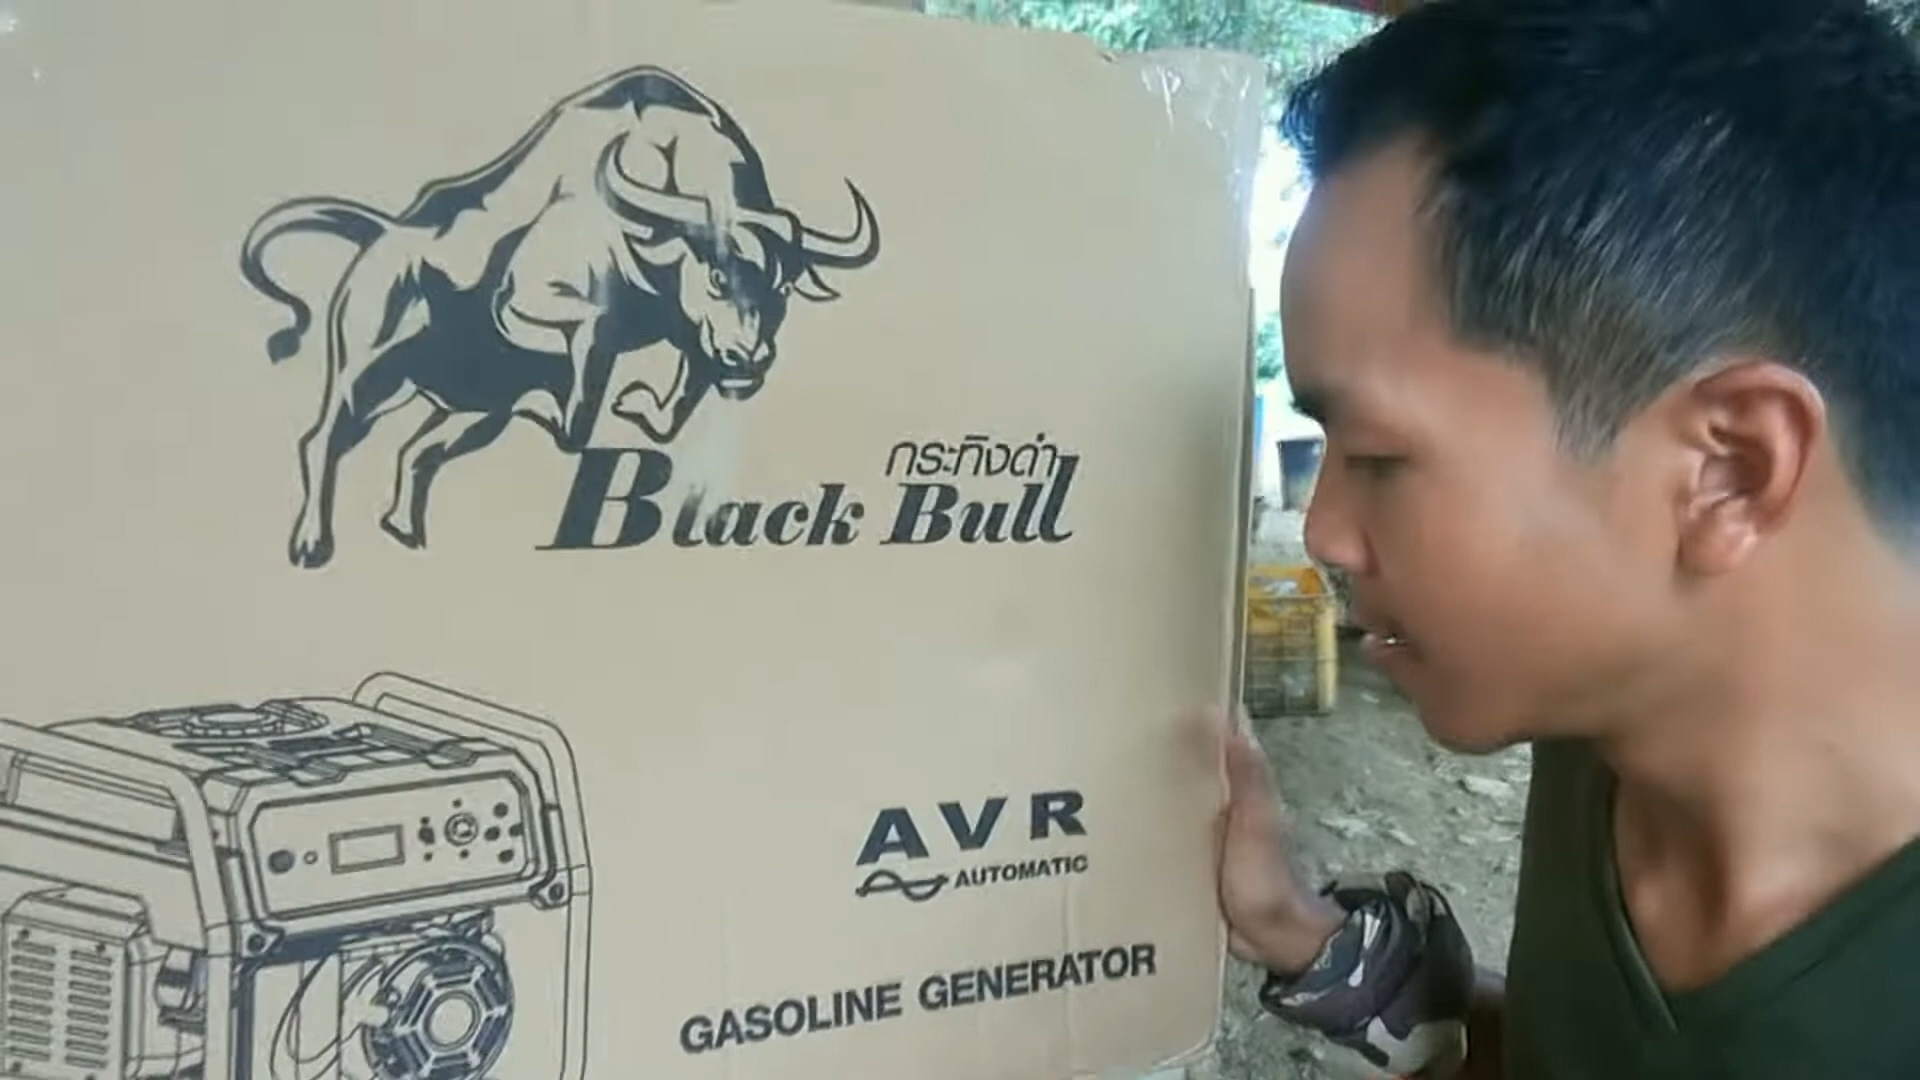 กระทิงดำ
Black Bull
AVR
AUTOMATIC
GASOLINE GENERATOR